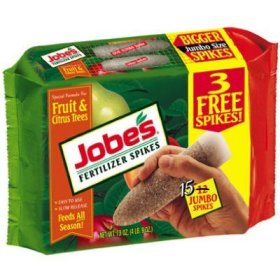 BIGGER
Jumbo Size
SPIKES
Special Formula For
Fruit &
Citrus Trees
3
FREE
SPIKES!
Jobe's
FERTILIZER SPIKES
EASY TO USE
SLOW RELEASE
Feeds All
Season!
15 12
JUMBO
SPIKES